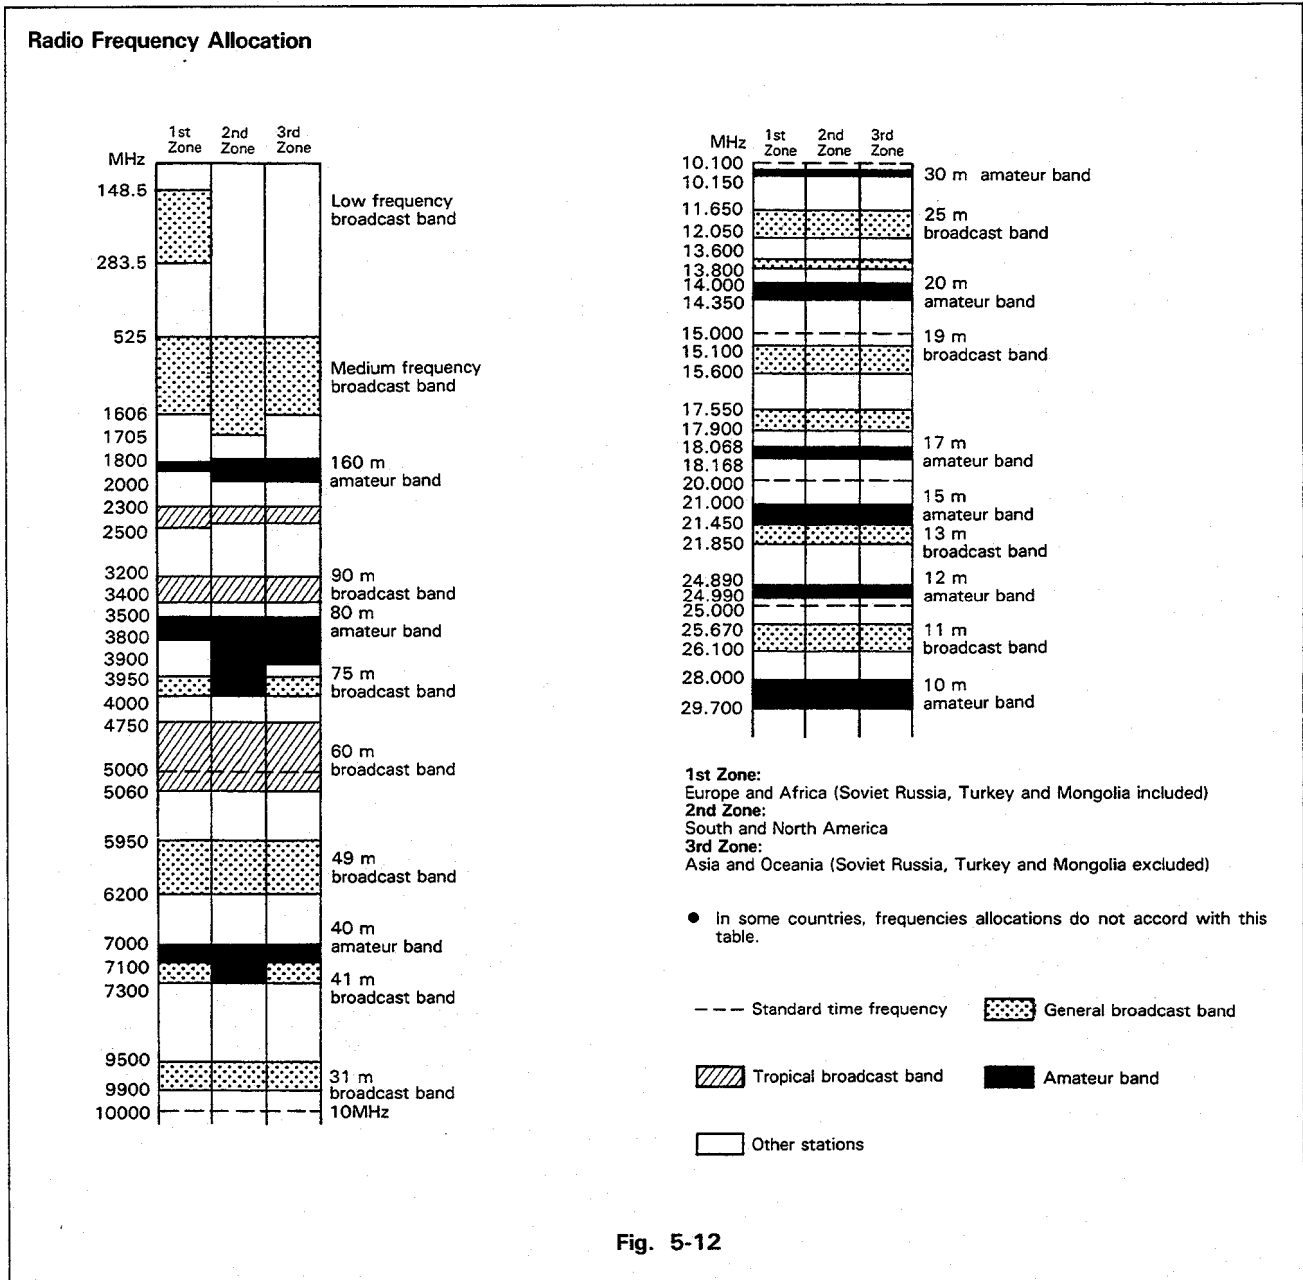 Radio Frequency Allocation
1st Zone
2nd Zone
3rd Zone
MHz
148.5
Low frequency
broadcast band
283.5
525
Medium frequency
broadcast band
1606
1705
1800
160 m
amateur band
2000
2300
2500
3200
90 m
broadcast band
3400
3500
80 m
amateur band
3800
3900
3950
75 m
broadcast band
4000
4750
60 m
broadcast band
5000
5060
5950
49 m
broadcast band
6200
40 m
amateur band
7000
7100
41 m
broadcast band
7300
9500
31 m
broadcast band
9900
10000
10MHz
MHz
1st Zone
2nd Zone
3rd Zone
10.100
30 m amateur band
10.150
11.650
25 m
broadcast band
12.050
13.600
13.800
14.000
20 m
amateur band
14.350
15.000
19 m
broadcast band
15.100
15.600
17.550
17.900
18.068
17 m
amateur band
18.168
20.000
21.000
15 m
amateur band
21.450
13 m
broadcast band
21.850
24.890
12 m
amateur band
24.990
25.000
25.670
11 m
broadcast band
26.100
28.000
10 m
amateur band
29.700
1st Zone:
Europe and Africa (Soviet Russia, Turkey and Mongolia included)
2nd Zone:
South and North America
3rd Zone:
Asia and Oceania (Soviet Russia, Turkey and Mongolia excluded)
● In some countries, frequencies allocations do not accord with this
table.
Standard time frequency
General broadcast band
Tropical broadcast band
Amateur band
Other stations
Fig. 5-12